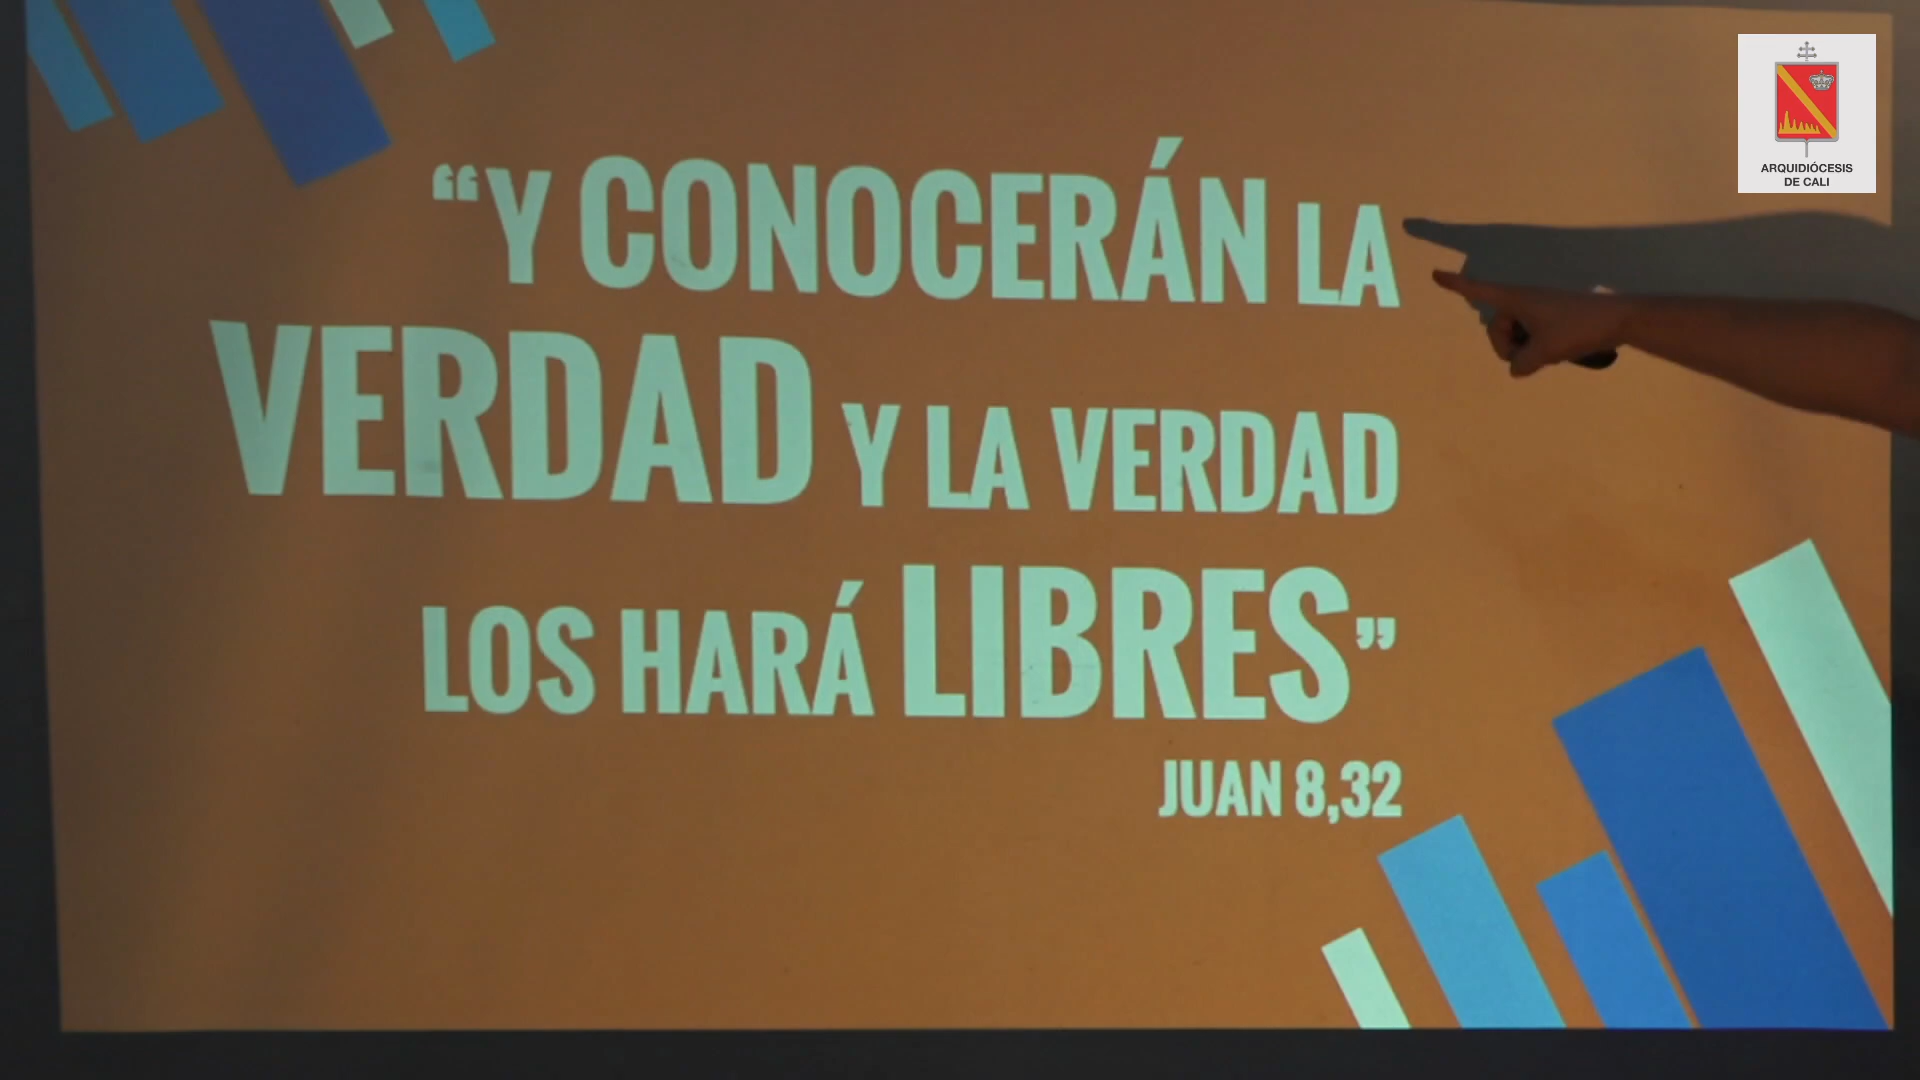 ARQUIDIÓCESIS
DE CALI
“Y CONOCERÁN LA
VERDAD Y LA VERDAD
LOS HARÁ LIBRES”
JUAN 8,32